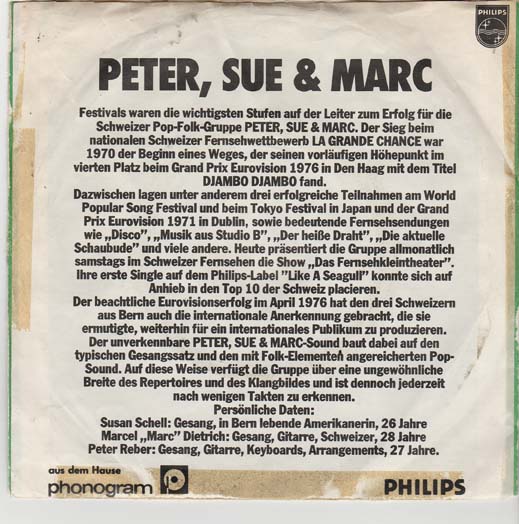 PHILIPS
PETER, SUE & MARC
Festivals waren die wichtigsten Stufen auf der Leiter zum Erfolg für die
Schweizer Pop-Folk-Gruppe PETER, SUE & MARC. Der Sieg beim
nationalen Schweizer Fernsehwettbewerb LA GRANDE CHANCE war
1970 der Beginn eines Weges, der seinen vorläufigen Höhepunkt im
vierten Platz beim Grand Prix Eurovision 1976 in Den Haag mit dem Titel
DJAMBO DJAMBO fand.
Dazwischen lagen unter anderem drei erfolgreiche Teilnahmen am World
Popular Song Festival und beim Tokyo Festival in Japan und der Grand
Prix Eurovision 1971 in Dublin, sowie bedeutende Fernsehsendungen
wie „Disco”, „Musik aus Studio B”, „Der heiße Draht”, „Die aktuelle
Schaubude” und viele andere. Heute präsentiert die Gruppe allmonatlich
samstags im Schweizer Fernsehen die Show „Das Fernsehkleintheater”.
Ihre erste Single auf dem Philips-Label ”Like A Seagull” konnte sich auf
Anhieb in den Top 10 der Schweiz placieren.
Der beachtliche Eurovisionserfolg im April 1976 hat den drei Schweizern
aus Bern auch die internationale Anerkennung gebracht, die sie
ermutigte, weiterhin für ein internationales Publikum zu produzieren.
Der unverkennbare PETER, SUE & MARC-Sound baut dabei auf den
typischen Gesangssatz und den mit Folk-Elementen angereicherten Pop-
Sound. Auf diese Weise verfügt die Gruppe über eine ungewöhnliche
Breite des Repertoires und des Klangbildes und ist dennoch jederzeit
nach wenigen Takten zu erkennen.
Persönliche Daten:
Susan Schell: Gesang, in Bern lebende Amerikanerin, 26 Jahre
Marcel „Marc” Dietrich: Gesang, Gitarre, Schweizer, 28 Jahre
Peter Reber: Gesang, Gitarre, Keyboards, Arrangements, 27 Jahre.
aus dem Hause
phonogram
PHILIPS